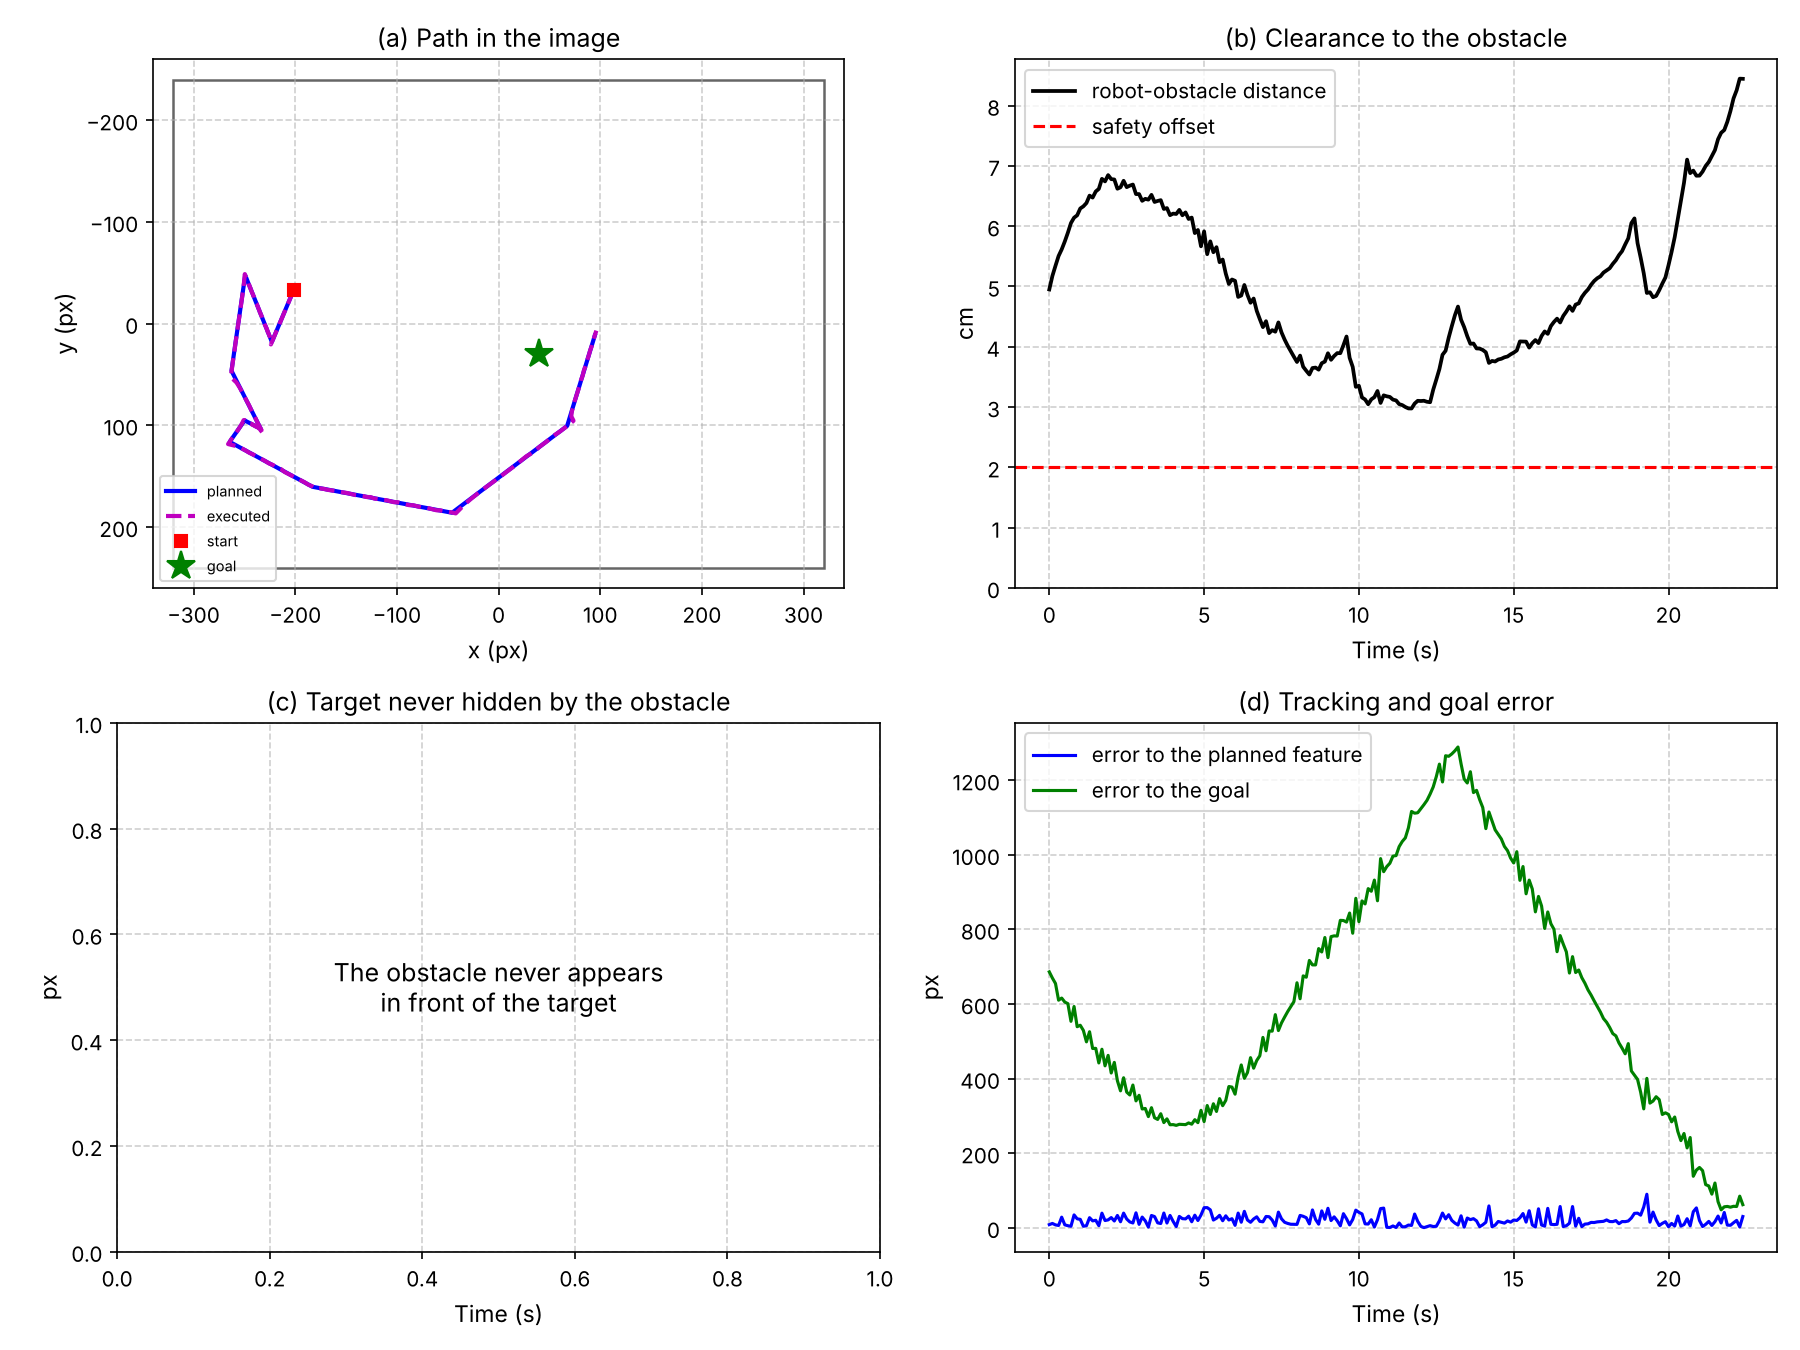 (a) Path in the image
−200
−100
0
100
200
y (px)
planned
executed
start
goal
−300
−200
−100
0
100
200
300
x (px)
(b) Clearance to the obstacle
robot-obstacle distance
safety offset
8
7
6
5
4
3
2
1
0
cm
0
5
10
15
20
Time (s)
(c) Target never hidden by the obstacle
1.0
0.8
0.6
0.4
0.2
0.0
px
The obstacle never appears
in front of the target
0.0
0.2
0.4
0.6
0.8
1.0
Time (s)
(d) Tracking and goal error
error to the planned feature
error to the goal
1200
1000
800
600
400
200
0
px
0
5
10
15
20
Time (s)